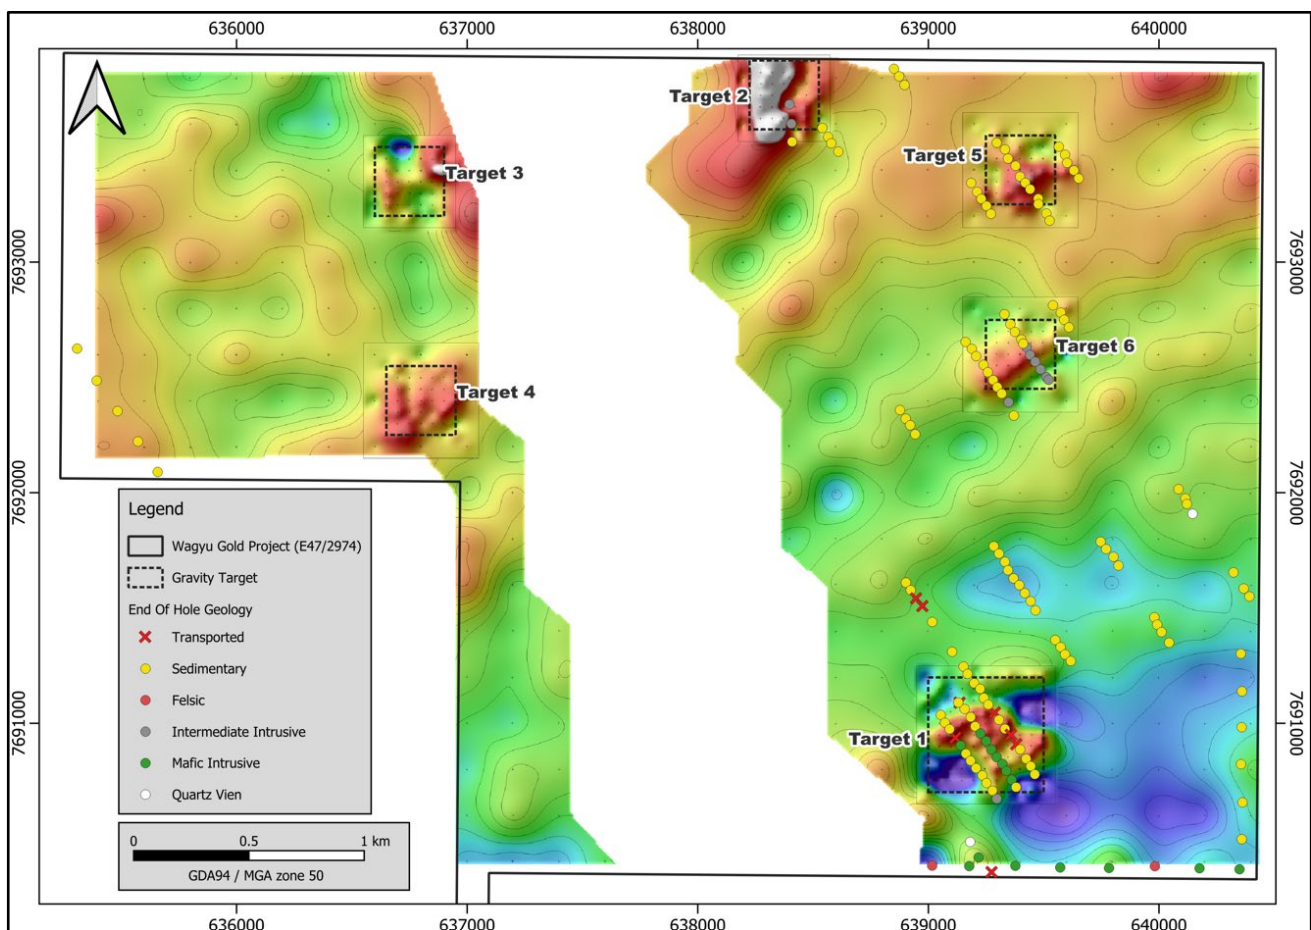 636000
637000
638000
639000
640000
Target 2
Target 3
Target 5
7693000
7693000
Target 6
Target 4
7692000
7692000
Legend
Wagyu Gold Project (E47/2974)
Gravity Target
End Of Hole Geology
Transported
Sedimentary
Felsic
Intermediate Intrusive
Mafic Intrusive
Quartz Vien
7691000
7691000
Target 1
0 0.5 1 km
GDA94 / MGA zone 50
636000
637000
638000
639000
640000